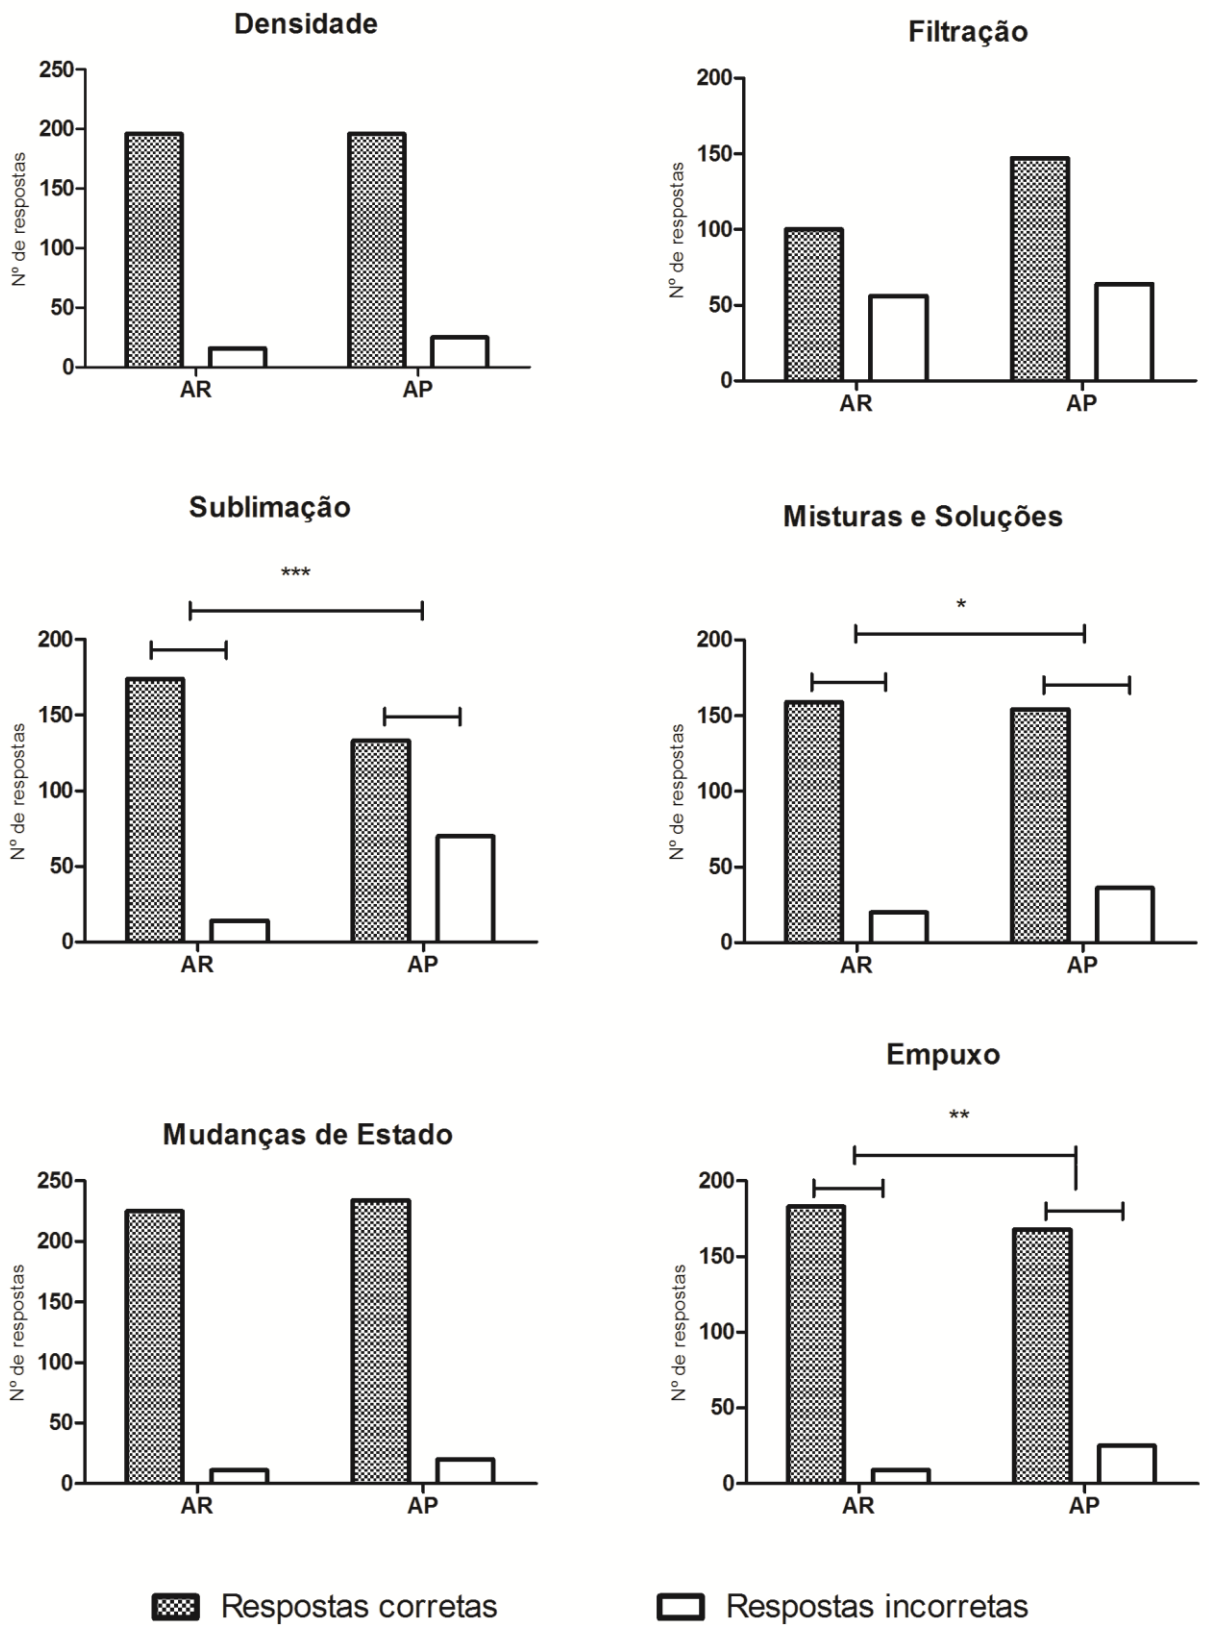 Densidade
250
200
150
100
50
0
Nº de respostas
AR AP
Filtração
200
150
100
50
0
Nº de respostas
AR AP
Sublimação
***
200
150
100
50
0
Nº de respostas
AR AP
Misturas e Soluções
*
200
150
100
50
0
Nº de respostas
AR AP
Mudanças de Estado
250
200
150
100
50
0
Nº de respostas
AR AP
Empuxo
**
200
150
100
50
0
Nº de respostas
AR AP
Respostas corretas
Respostas incorretas